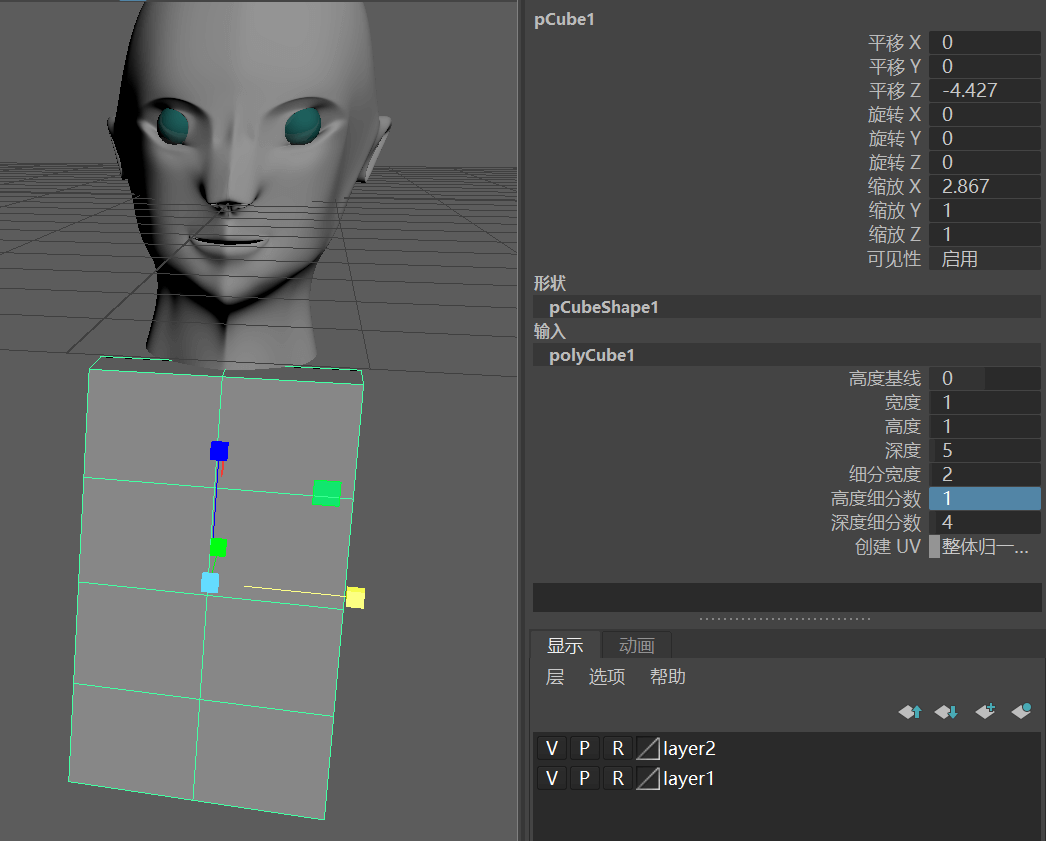 pCube1
平移 X 0
平移 Y 0
平移 Z -4.427
旋转 X 0
旋转 Y 0
旋转 Z 0
缩放 X 2.867
缩放 Y 1
缩放 Z 1
可见性 启用
形状
pCubeShape1
输入
polyCube1
高度基线 0
宽度 1
高度 1
深度 5
细分宽度 2
高度细分数 1
深度细分数 4
创建 UV 整体归一...
显示 动画
层 选项 帮助
V P R layer2
V P R layer1